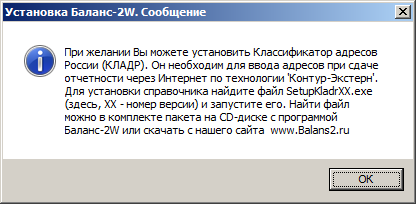 Установка Баланс-2W. Сообщение
При желании Вы можете установить Классификатор адресов
России (КЛАДР). Он необходим для ввода адресов при сдаче
отчетности через Интернет по технологии 'Контур-Экстерн'.
Для установки справочника найдите файл SetupKladrXX.exe
(здесь, XX - номер версии) и запустите его. Найти файл
можно в комплекте пакета на CD-диске с программой
Баланс-2W или скачать с нашего сайта  www.Balans2.ru
OK